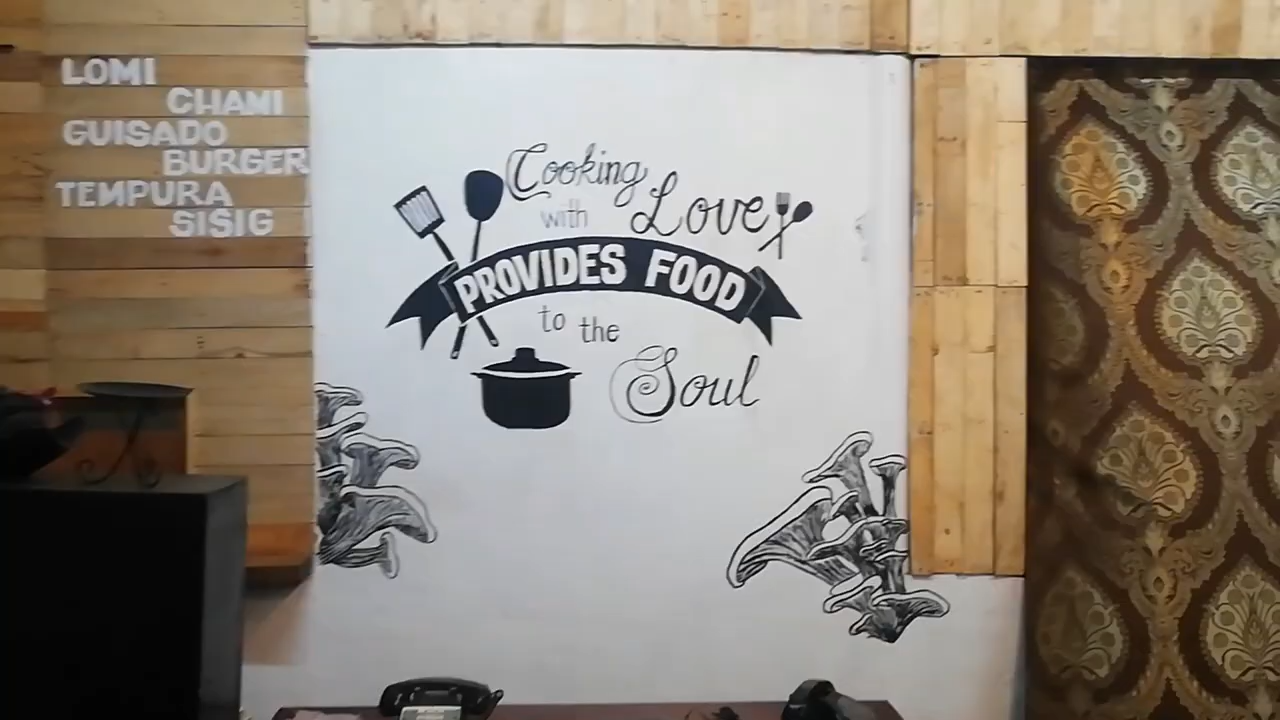 LOMI
CHAMI
GUISADO
BURGER
TEMPURA
SISIG
Cooking
with Love
PROVIDES FOOD
to the
Soul